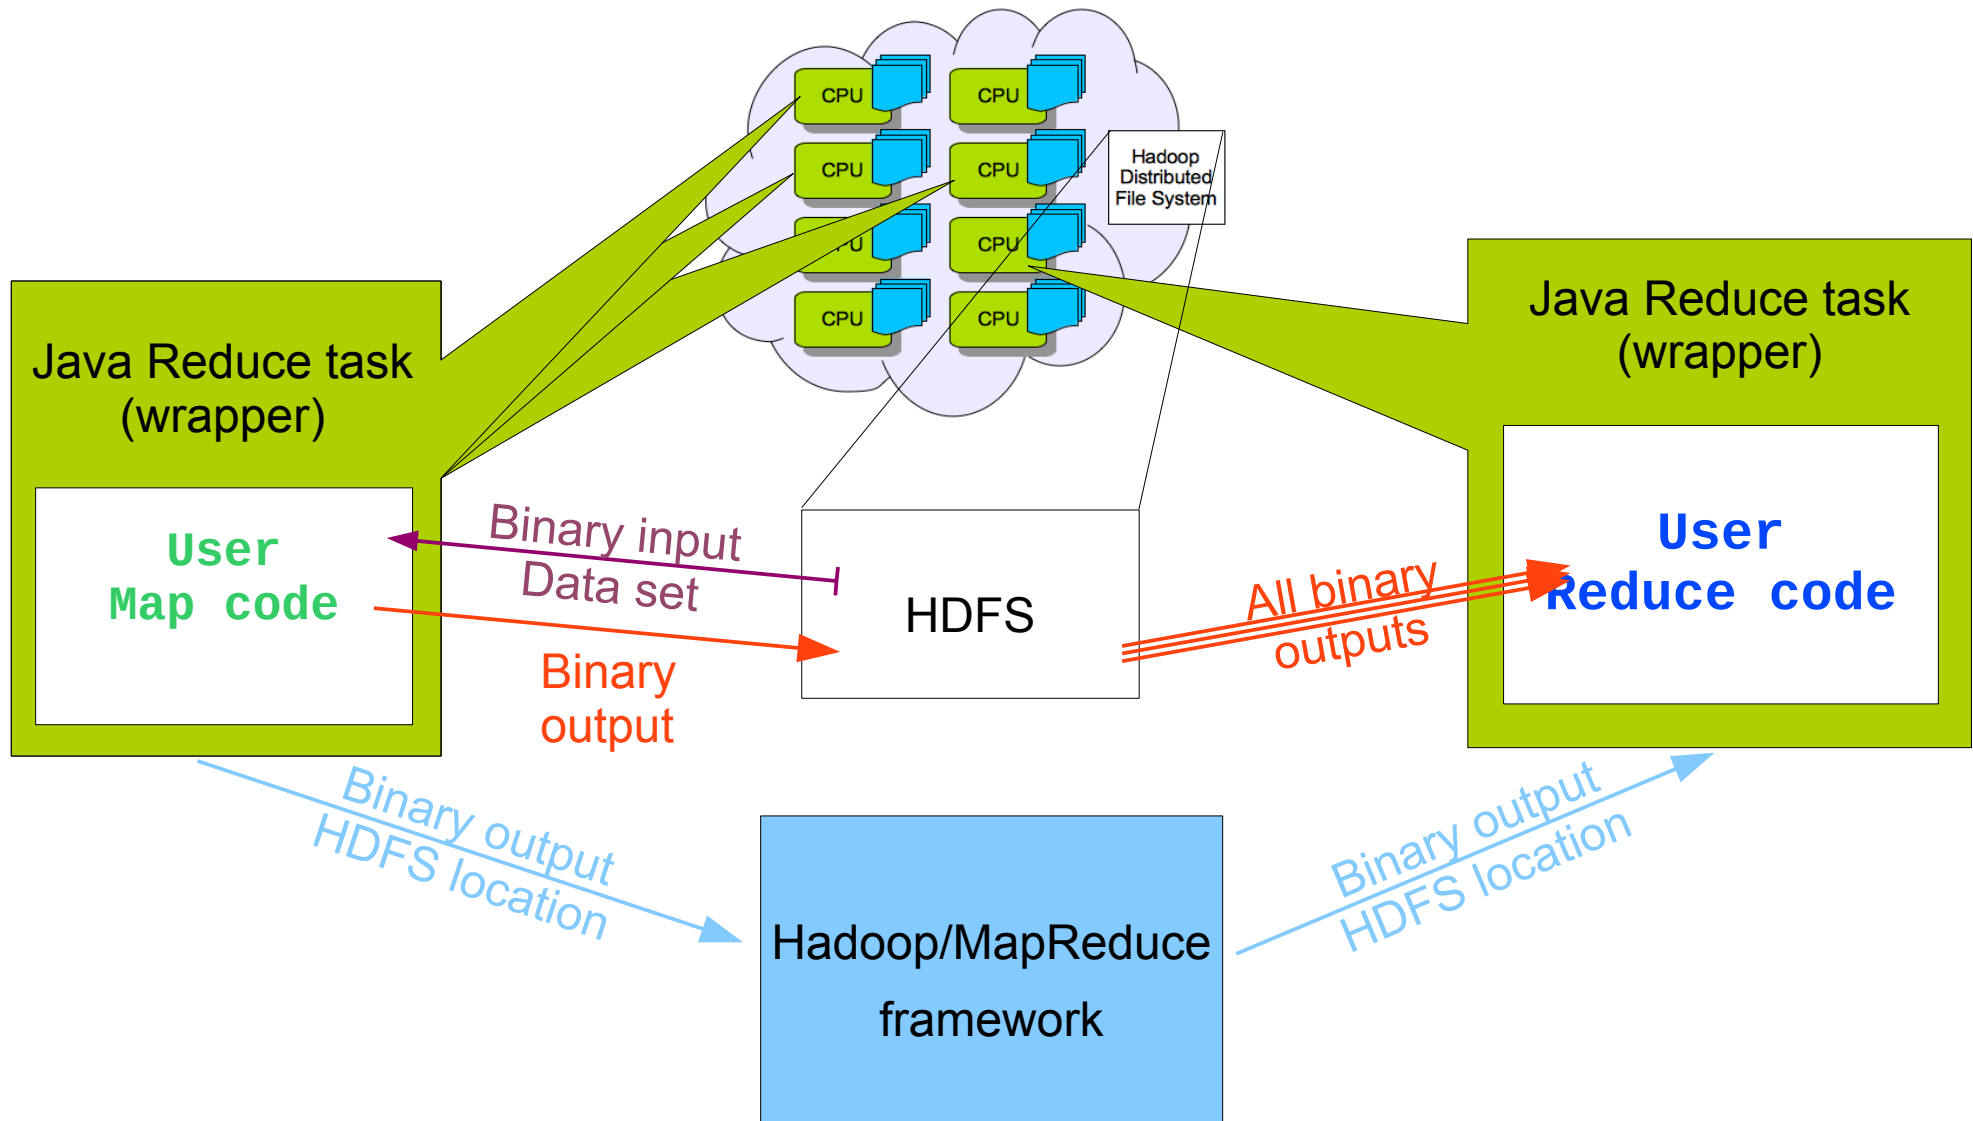 CPU
CPU
CPU
CPU
CPU
CPU
CPU
CPU
Hadoop
Distributed
File System
Java Reduce task
(wrapper)
User
Map code
Binary input
Data set
Binary
output
HDFS
All binary
outputs
Java Reduce task
(wrapper)
User
Reduce code
Binary output
HDFS location
Hadoop/MapReduce
framework
Binary output
HDFS location